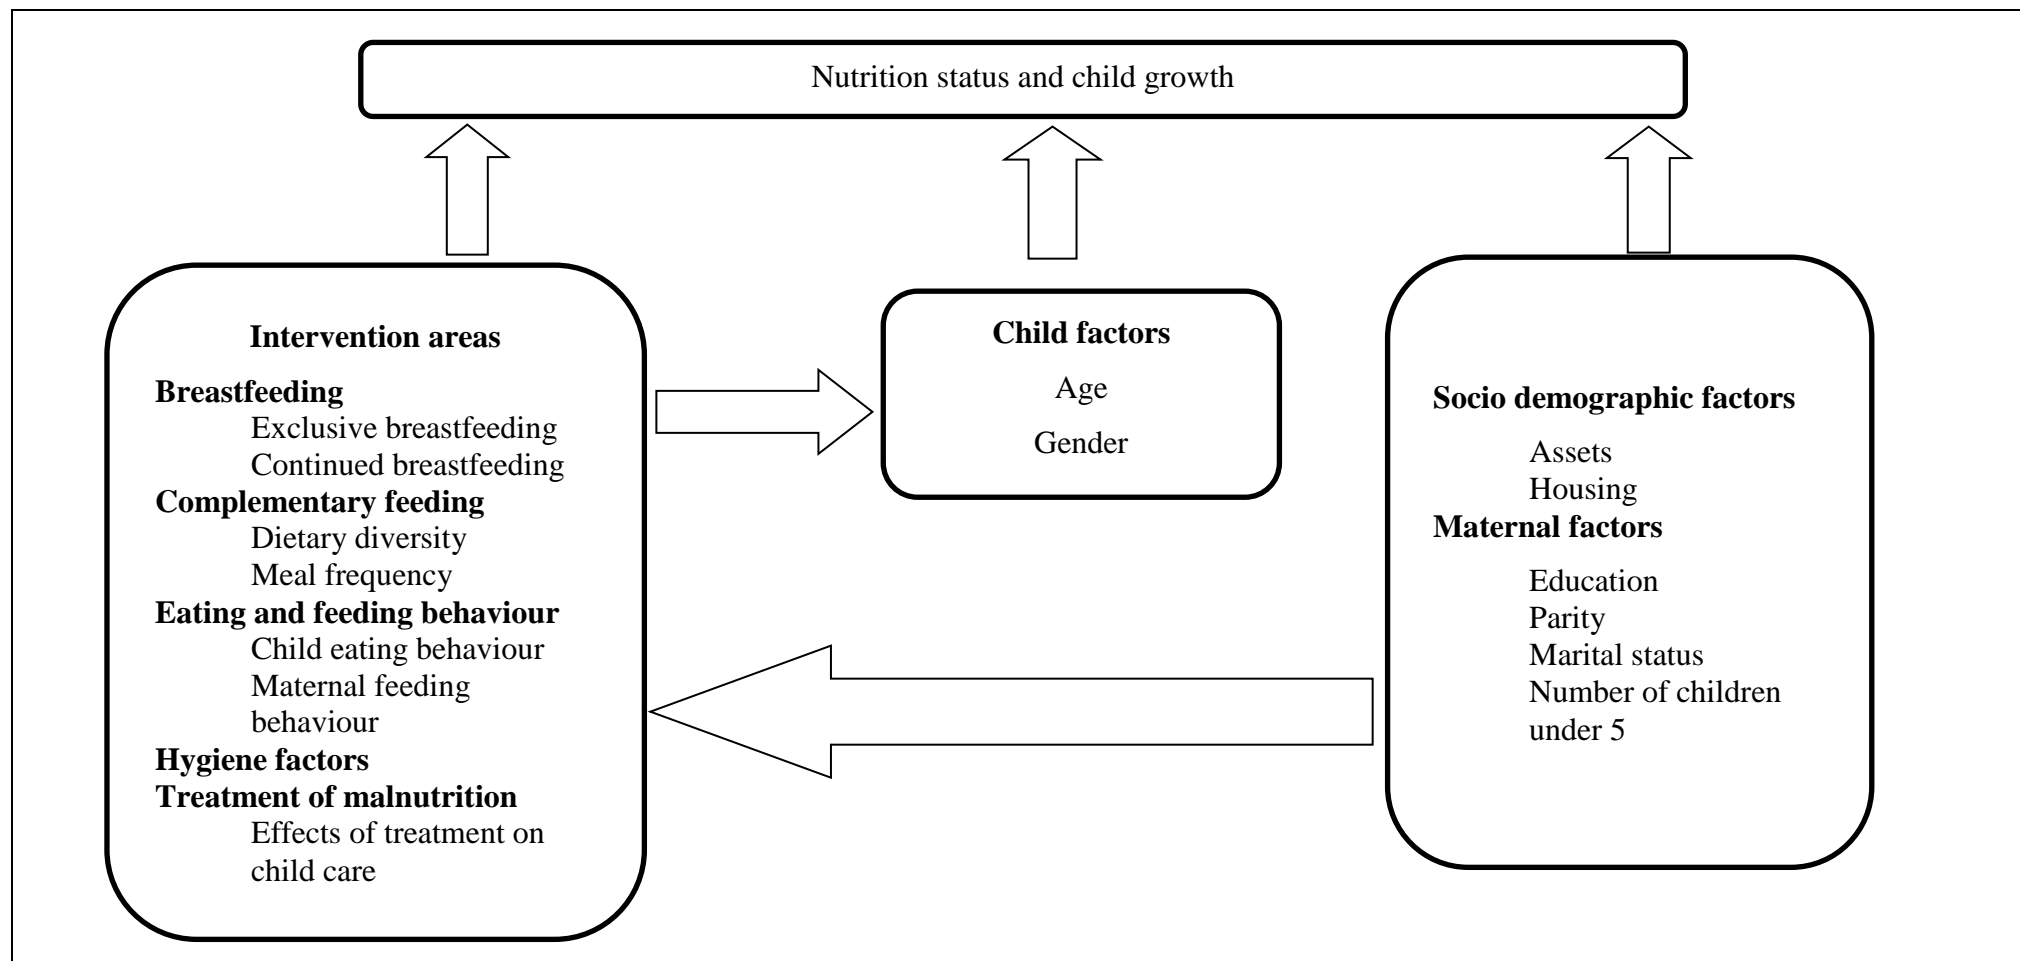 Nutrition status and child growth
Intervention areas
Breastfeeding
Exclusive breastfeeding
Continued breastfeeding
Complementary feeding
Dietary diversity
Meal frequency
Eating and feeding behaviour
Child eating behaviour
Maternal feeding
behaviour
Hygiene factors
Treatment of malnutrition
Effects of treatment on
child care
Child factors
Age
Gender
Socio demographic factors
Assets
Housing
Maternal factors
Education
Parity
Marital status
Number of children
under 5